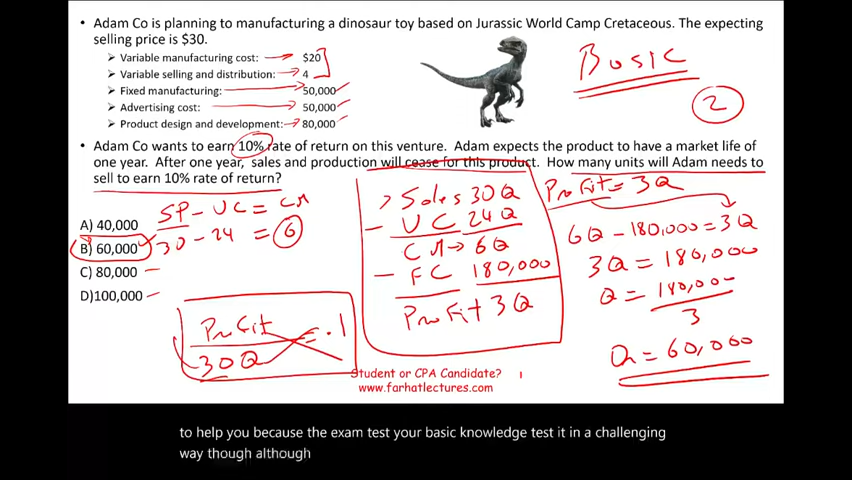 • Adam Co is planning to manufacturing a dinosaur toy based on Jurassic World Camp Cretaceous. The expecting
selling price is $30.
➢ Variable manufacturing cost: $20
➢ Variable selling and distribution: 4
➢ Fixed manufacturing: 50,000
➢ Advertising cost: 50,000
➢ Product design and development: 80,000
Basic
2
• Adam Co wants to earn 10% rate of return on this venture. Adam expects the product to have a market life of
one year. After one year, sales and production will cease for this product. How many units will Adam needs to
sell to earn 10% rate of return?
A) 40,000
B) 60,000
C) 80,000
D)100,000
SP - VC = CM
30 - 24 = 6
Profit
30Q
= .1
Sales 30Q
- VC 24Q
CM → 6Q
- FC 180,000
Profit 3Q
Profit = 3Q
6Q - 180,000 = 3Q
3Q = 180,000
Q = 180,000
3
Q = 60,000
Student or CPA Candidate?
www.farhatlectures.com
to help you because the exam test your basic knowledge test it in a challenging
way though although